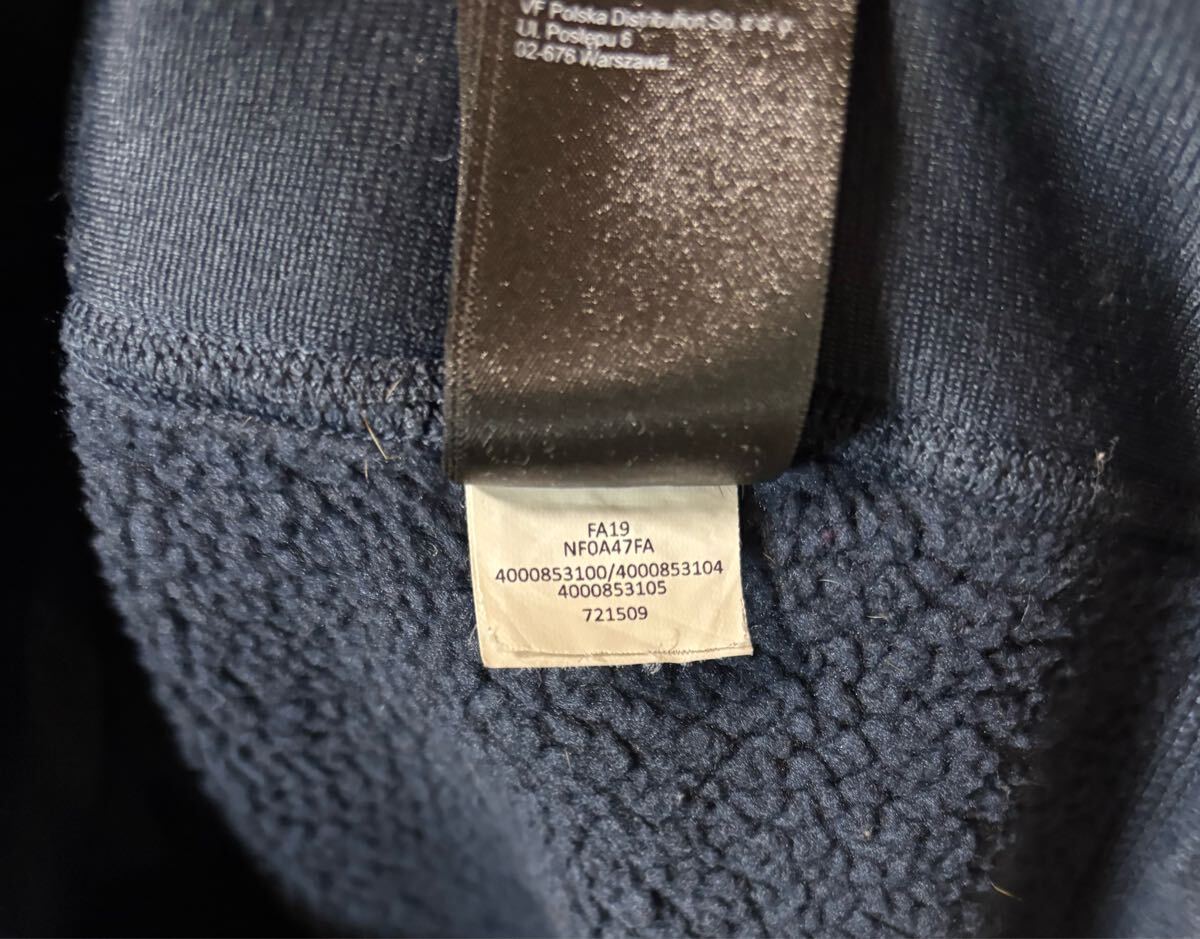 VF Polska Distribution Sp. z o.
Ul. Postępu 6
02-676 Warszawa.
FA19
NF0A47FA
4000853100/4000853104
4000853105
721509